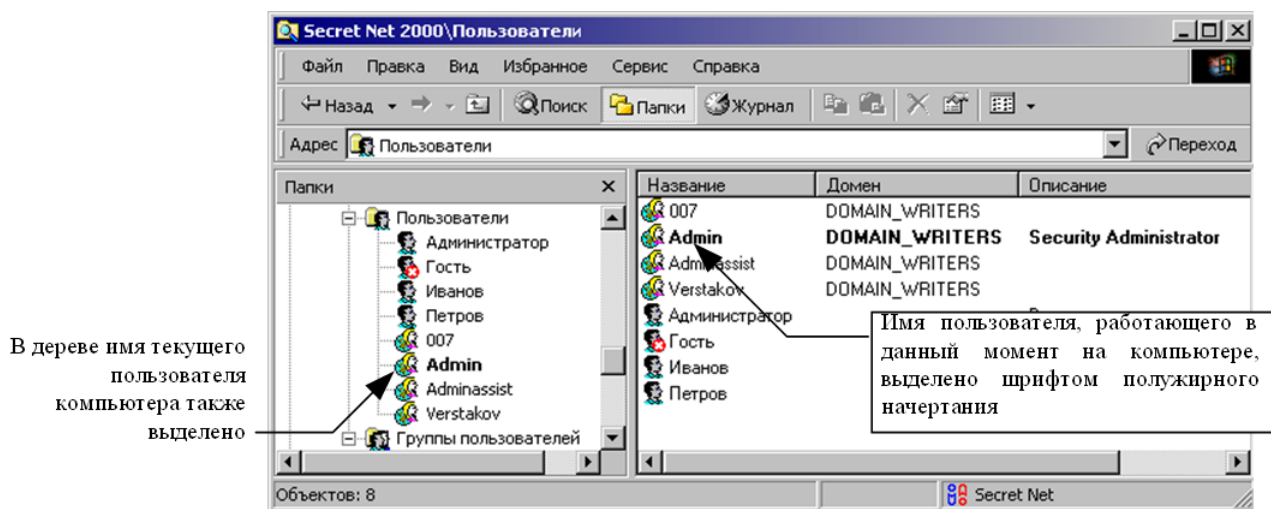 Secret Net 2000\Пользователи
Файл Правка Вид Избранное Сервис Справка
Назад Поиск Папки Журнал
Адрес Пользователи Переход
Папки
Пользователи
Администратор
Гость
Иванов
Петров
007
Admin
Adminassist
Verstakov
Группы пользователей
Название Домен Описание
007 DOMAIN_WRITERS
Admin DOMAIN_WRITERS Security Administrator
Adminassist DOMAIN_WRITERS
Verstakov DOMAIN_WRITERS
Администратор
Гость
Иванов
Петров
В дереве имя текущего
пользователя
компьютера также
выделено
Имя пользователя, работающего в
данный момент на компьютере,
выделено шрифтом полужирного
начертания
Объектов: 8
Secret Net